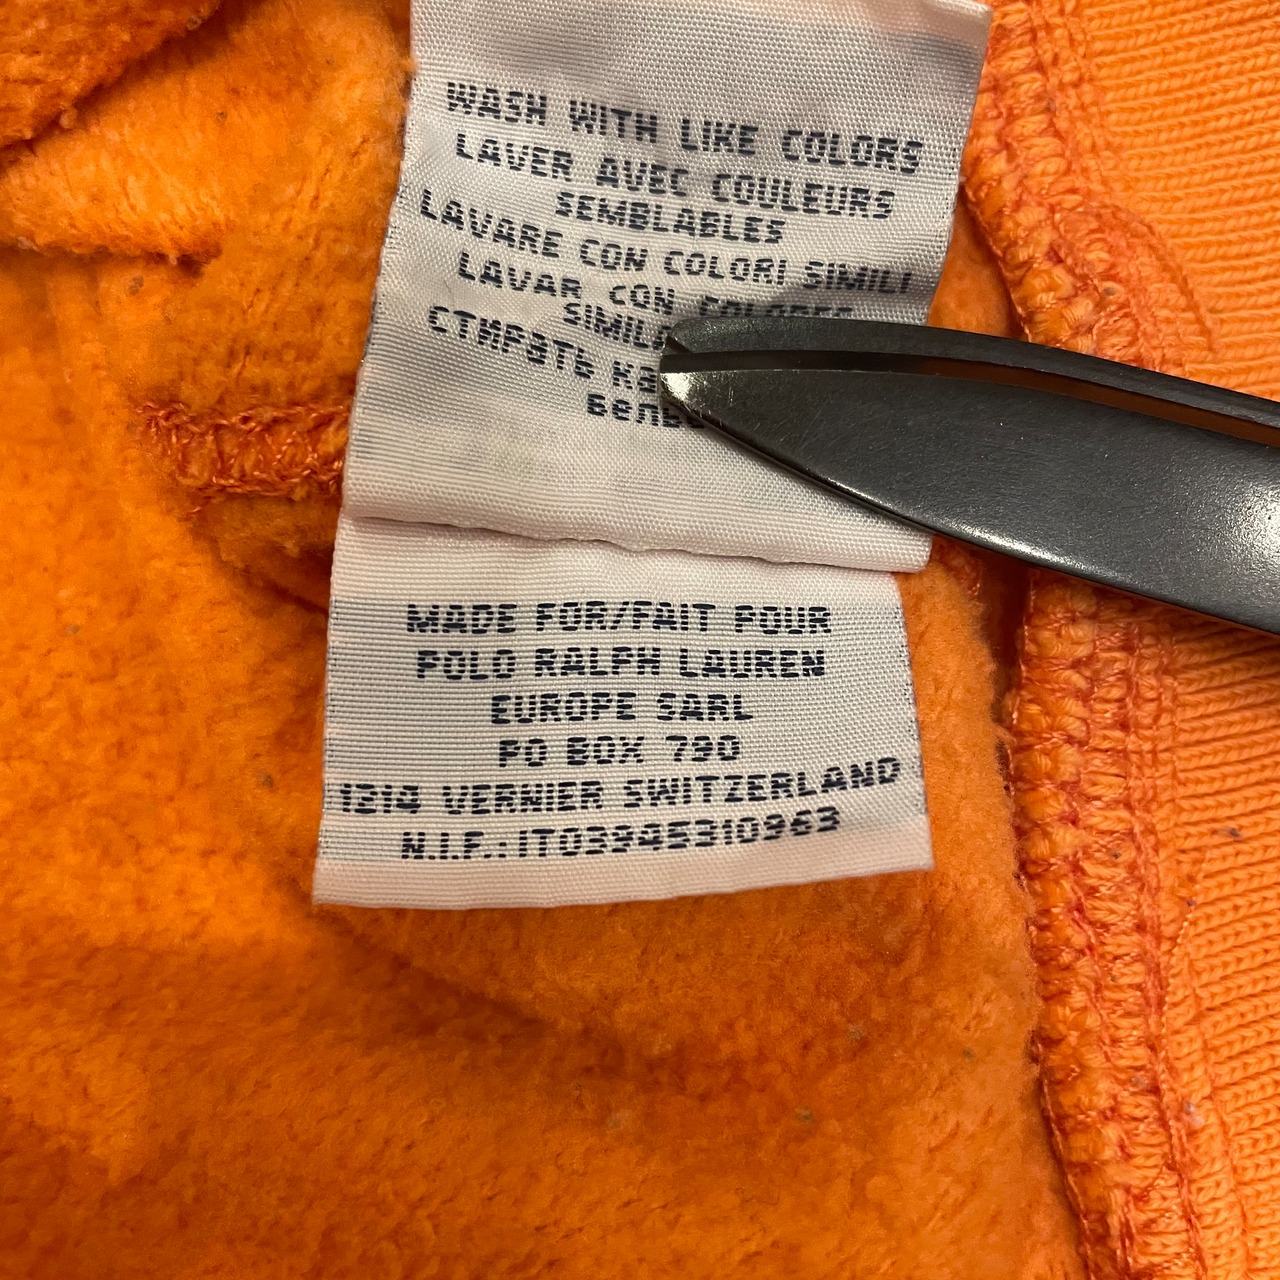 WASH WITH LIKE COLORS
LAVER AVEC COULEURS
SEMBLABLES
LAVARE CON COLORI SIMILI
LAVAR CON COLORES
СТИРАТЬ
MADE FOR/FAIT POUR
POLO RALPH LAUREN
EUROPE SARL
PO BOX 790
1214 VERNIER SWITZERLAND
N.I.F.:IT03945310963